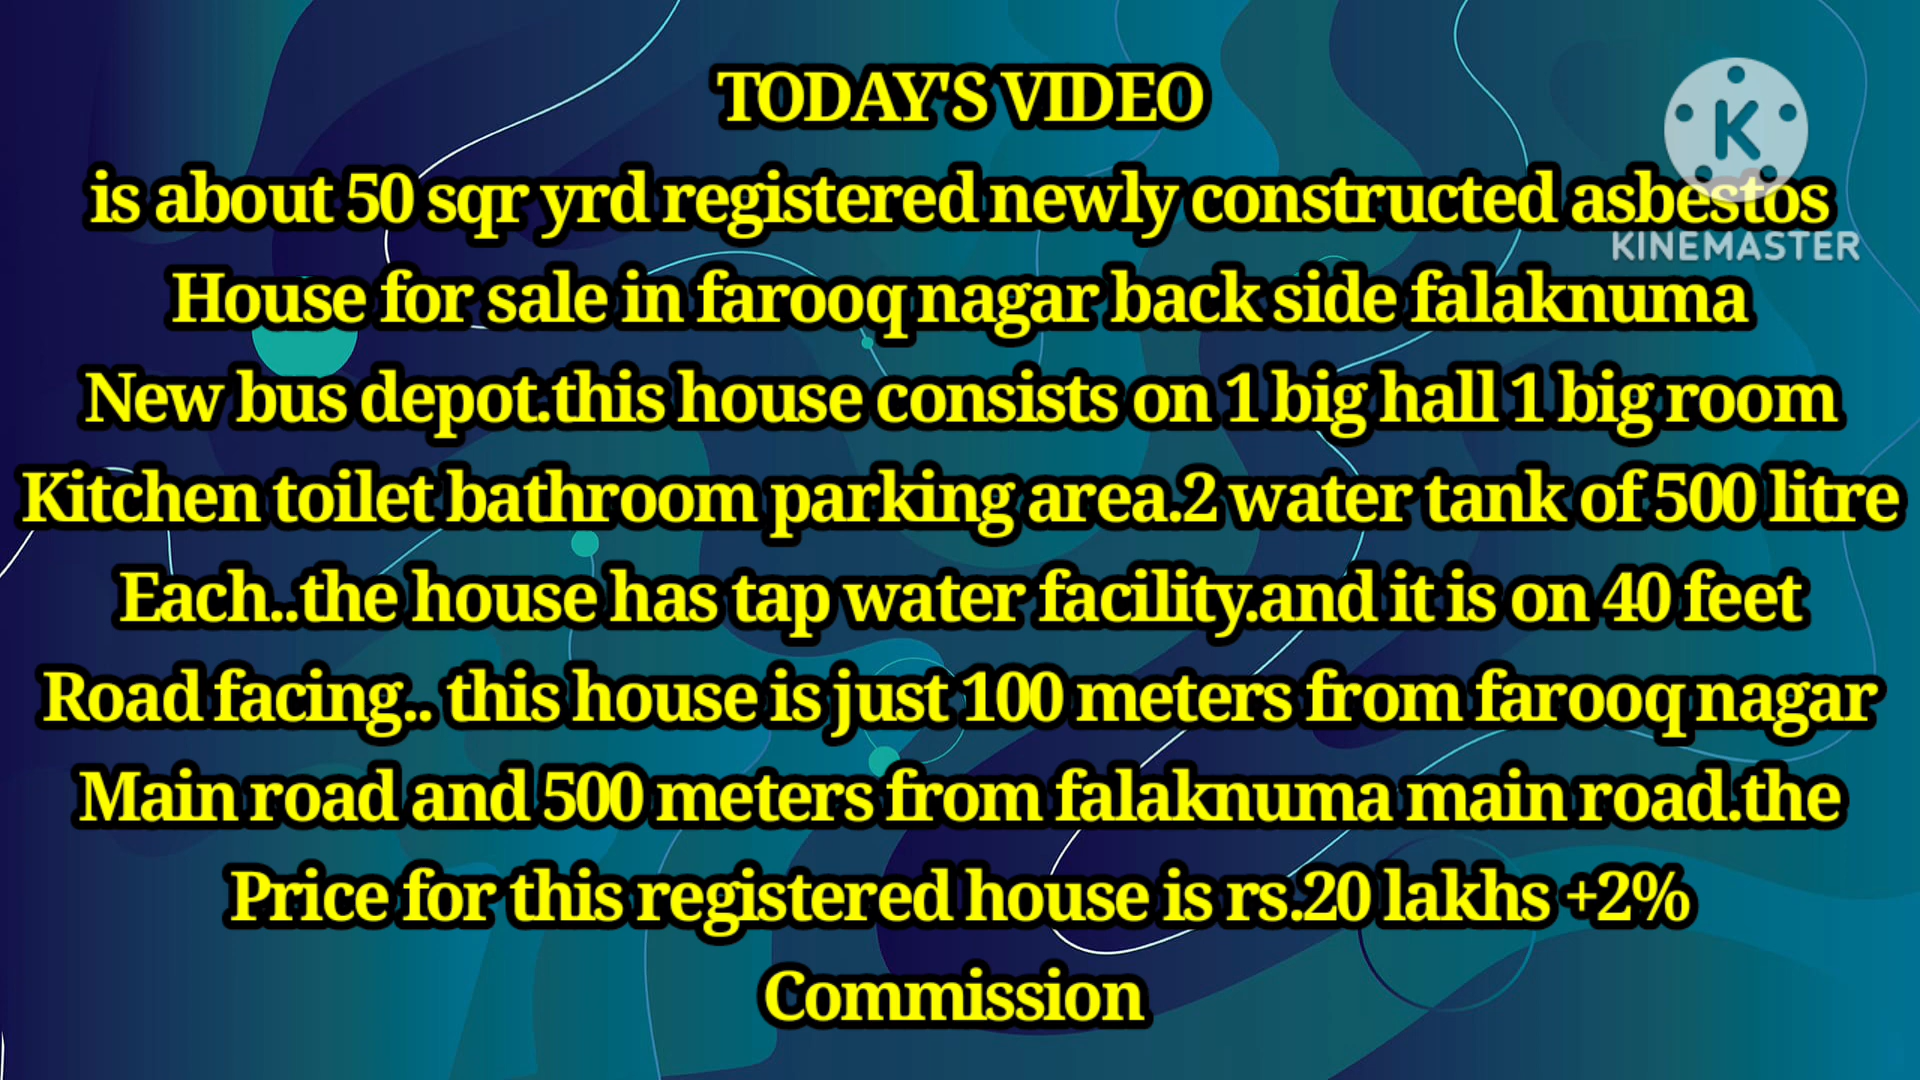 TODAY'S VIDEO
is about 50 sqr yrd registered newly constructed asbestos
KINEMASTER
House for sale in farooq nagar back side falaknuma
New bus depot.this house consists on 1 big hall 1 big room
Kitchen toilet bathroom parking area.2 water tank of 500 litre
Each..the house has tap water facility.and it is on 40 feet
Road facing.. this house is just 100 meters from farooq nagar
Main road and 500 meters from falaknuma main road.the
Price for this registered house is rs.20 lakhs +2%
Commission